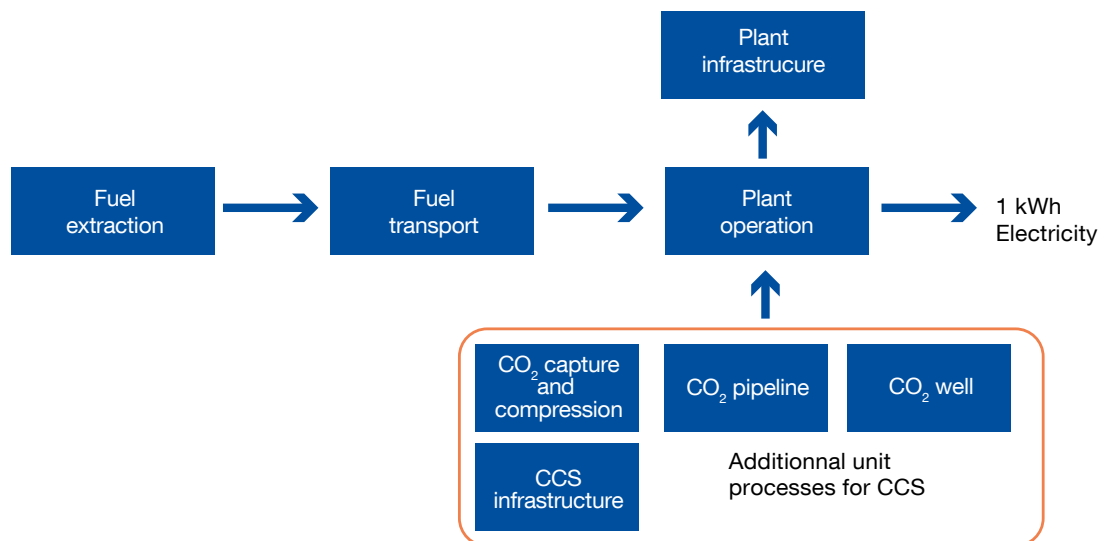 Plant
infrastrucure
Fuel
extraction
Fuel
transport
Plant
operation
1 kWh
Electricity
CO₂ capture
and
compression
CO₂ pipeline
CO₂ well
CCS
infrastructure
Additionnal unit
processes for CCS